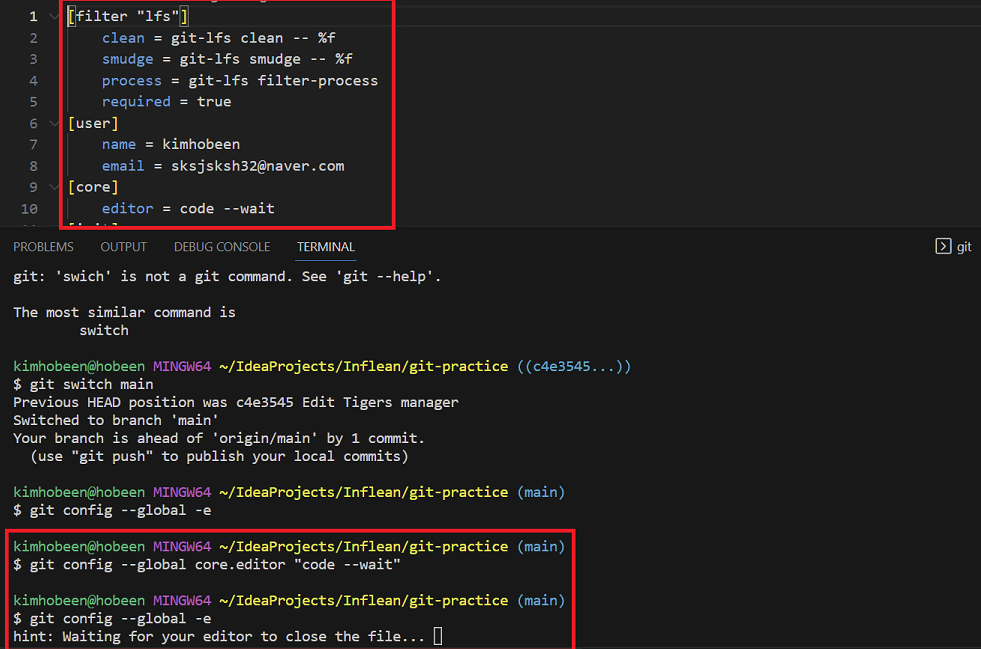 1 [filter "lfs"]
2 clean = git-lfs clean -- %f
3 smudge = git-lfs smudge -- %f
4 process = git-lfs filter-process
5 required = true
6 [user]
7 name = kimhobeen
8 email = sksjsksh32@naver.com
9 [core]
10 editor = code --wait
PROBLEMS OUTPUT DEBUG CONSOLE TERMINAL git
git: 'swich' is not a git command. See 'git --help'.
The most similar command is
switch
kimhobeen@hobeen MINGW64 ~/IdeaProjects/Inflean/git-practice ((c4e3545...))
$ git switch main
Previous HEAD position was c4e3545 Edit Tigers manager
Switched to branch 'main'
Your branch is ahead of 'origin/main' by 1 commit.
(use "git push" to publish your local commits)
kimhobeen@hobeen MINGW64 ~/IdeaProjects/Inflean/git-practice (main)
$ git config --global -e
kimhobeen@hobeen MINGW64 ~/IdeaProjects/Inflean/git-practice (main)
$ git config --global core.editor "code --wait"
kimhobeen@hobeen MINGW64 ~/IdeaProjects/Inflean/git-practice (main)
$ git config --global -e
hint: Waiting for your editor to close the file...